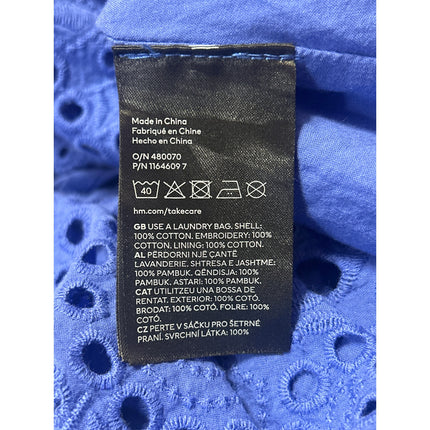 Made in China
Fabriqué en Chine
Hecho en China
O/N 480070
P/N 1164609 7
40
hm.com/takecare
GB USE A LAUNDRY BAG. SHELL:
100% COTTON. EMBROIDERY: 100%
COTTON. LINING: 100% COTTON.
AL PËRDORNI NJË ÇANTË
LAVANDERIE. SHTRESA E JASHTME:
100% PAMBUK. QËNDISJA: 100%
PAMBUK. ASTARI: 100% PAMBUK.
CAT UTILITZEU UNA BOSSA DE
RENTAT. EXTERIOR: 100% COTÓ.
BRODAT: 100% COTÓ. FOLRE: 100%
COTÓ.
CZ PERTE V SÁČKU PRO ŠETRNÉ
PRANÍ. SVRCHNÍ LÁTKA: 100%